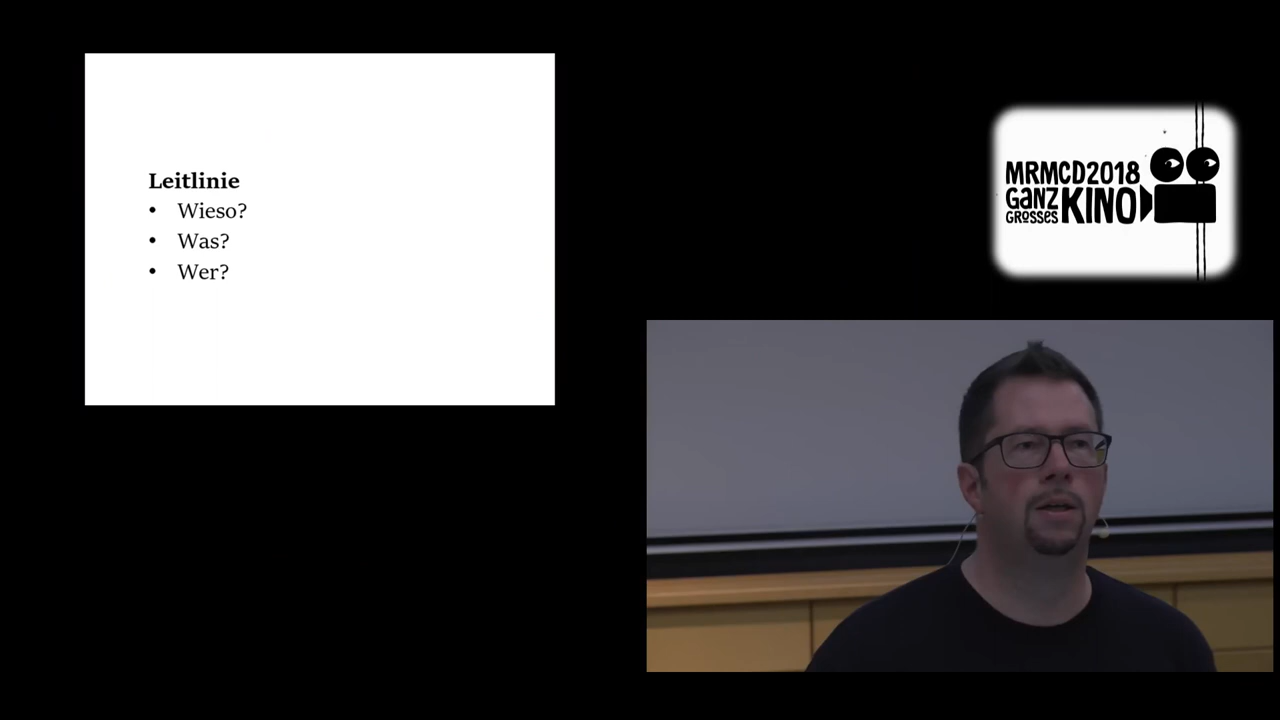 Leitlinie
• Wieso?
• Was?
• Wer?
MRMCD2018
GANZ
GROSSES
KINO